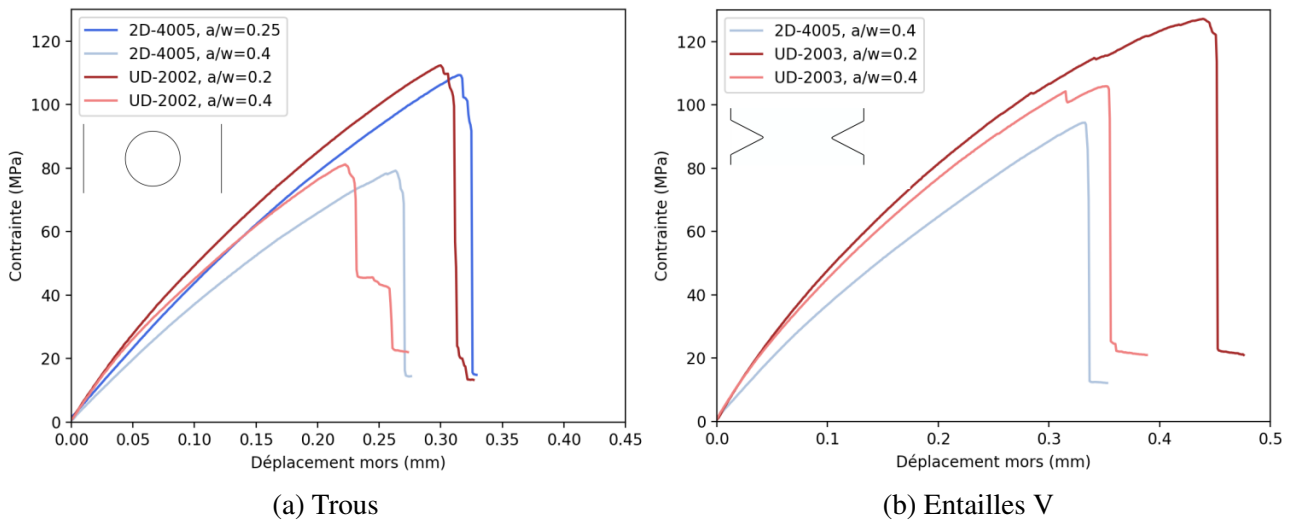 2D-4005, a/w=0.25
2D-4005, a/w=0.4
UD-2002, a/w=0.2
UD-2002, a/w=0.4
Contrainte (MPa)
120
100
80
60
40
20
0
0.00 0.05 0.10 0.15 0.20 0.25 0.30 0.35 0.40 0.45
Déplacement mors (mm)
(a) Trous
2D-4005, a/w=0.4
UD-2003, a/w=0.2
UD-2003, a/w=0.4
Contrainte (MPa)
120
100
80
60
40
20
0
0.0 0.1 0.2 0.3 0.4 0.5
Déplacement mors (mm)
(b) Entailles V